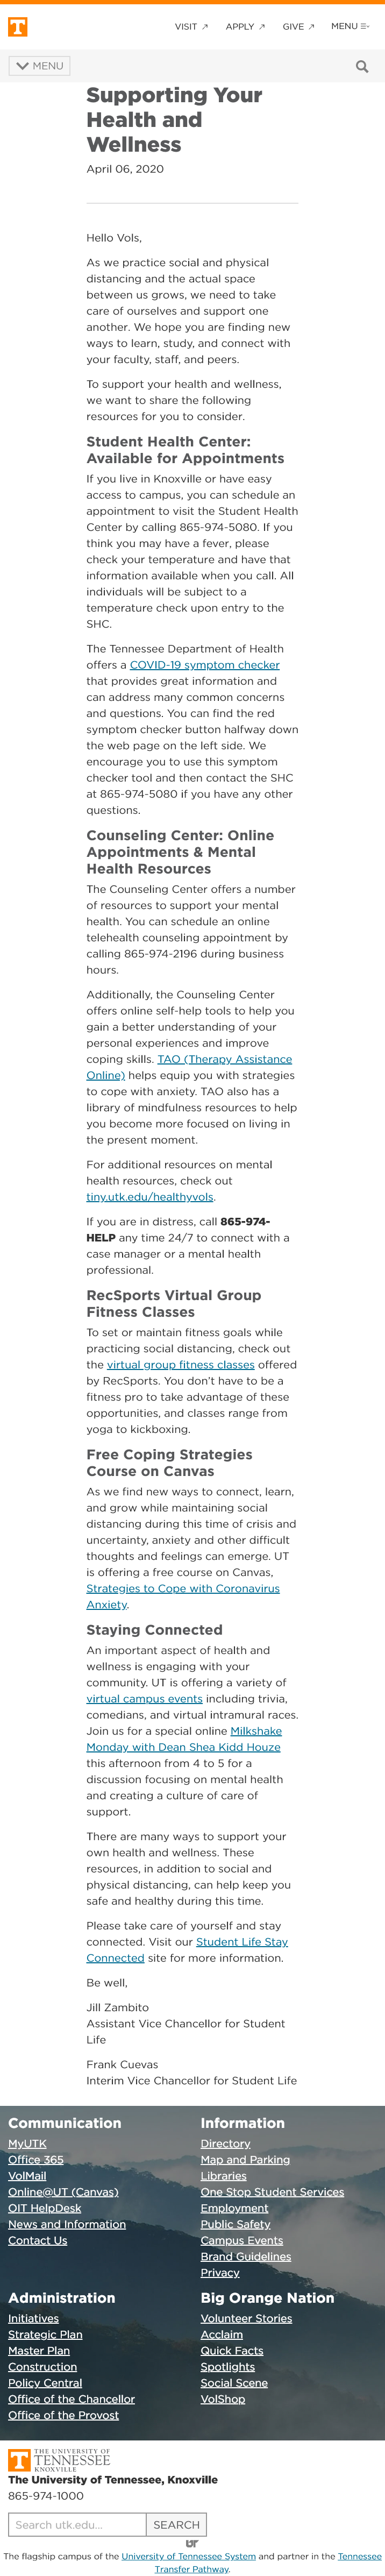 T
VISIT ↗ APPLY ↗ GIVE ↗ MENU
MENU
Supporting Your
Health and
Wellness
April 06, 2020
Hello Vols,
As we practice social and physical
distancing and the actual space
between us grows, we need to take
care of ourselves and support one
another. We hope you are finding new
ways to learn, study, and connect with
your faculty, staff, and peers.
To support your health and wellness,
we want to share the following
resources for you to consider.
Student Health Center:
Available for Appointments
If you live in Knoxville or have easy
access to campus, you can schedule an
appointment to visit the Student Health
Center by calling 865-974-5080. If you
think you may have a fever, please
check your temperature and have that
information available when you call. All
individuals will be subject to a
temperature check upon entry to the
SHC.
The Tennessee Department of Health
offers a COVID-19 symptom checker
that provides great information and
can address many common concerns
and questions. You can find the red
symptom checker button halfway down
the web page on the left side. We
encourage you to use this symptom
checker tool and then contact the SHC
at 865-974-5080 if you have any other
questions.
Counseling Center: Online
Appointments & Mental
Health Resources
The Counseling Center offers a number
of resources to support your mental
health. You can schedule an online
telehealth counseling appointment by
calling 865-974-2196 during business
hours.
Additionally, the Counseling Center
offers online self-help tools to help you
gain a better understanding of your
personal experiences and improve
coping skills. TAO (Therapy Assistance
Online) helps equip you with strategies
to cope with anxiety. TAO also has a
library of mindfulness resources to help
you become more focused on living in
the present moment.
For additional resources on mental
health resources, check out
tiny.utk.edu/healthyvols.
If you are in distress, call 865-974-
HELP any time 24/7 to connect with a
case manager or a mental health
professional.
RecSports Virtual Group
Fitness Classes
To set or maintain fitness goals while
practicing social distancing, check out
the virtual group fitness classes offered
by RecSports. You don't have to be a
fitness pro to take advantage of these
opportunities, and classes range from
yoga to kickboxing.
Free Coping Strategies
Course on Canvas
As we find new ways to connect, learn,
and grow while maintaining social
distancing during this time of crisis and
uncertainty, anxiety and other difficult
thoughts and feelings can emerge. UT
is offering a free course on Canvas,
Strategies to Cope with Coronavirus
Anxiety.
Staying Connected
An important aspect of health and
wellness is engaging with your
community. UT is offering a variety of
virtual campus events including trivia,
comedians, and virtual intramural races.
Join us for a special online Milkshake
Monday with Dean Shea Kidd Houze
this afternoon from 4 to 5 for a
discussion focusing on mental health
and creating a culture of care of
support.
There are many ways to support your
own health and wellness. These
resources, in addition to social and
physical distancing, can help keep you
safe and healthy during this time.
Please take care of yourself and stay
connected. Visit our Student Life Stay
Connected site for more information.
Be well,
Jill Zambito
Assistant Vice Chancellor for Student
Life
Frank Cuevas
Interim Vice Chancellor for Student Life
Communication
MyUTK
Office 365
VolMail
Online@UT (Canvas)
OIT HelpDesk
News and Information
Contact Us
Information
Directory
Map and Parking
Libraries
One Stop Student Services
Employment
Public Safety
Campus Events
Brand Guidelines
Privacy
Administration
Initiatives
Strategic Plan
Master Plan
Construction
Policy Central
Office of the Chancellor
Office of the Provost
Big Orange Nation
Volunteer Stories
Acclaim
Quick Facts
Spotlights
Social Scene
VolShop
T
THE UNIVERSITY OF
TENNESSEE
KNOXVILLE
The University of Tennessee, Knoxville
865-974-1000
Search utk.edu... SEARCH
UT
The flagship campus of the University of Tennessee System and partner in the Tennessee
Transfer Pathway.